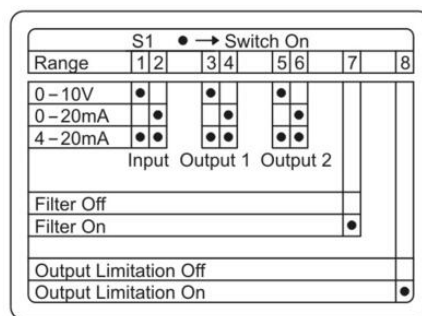 S1 ● → Switch On
Range 1 2 3 4 5 6 7 8
0–10V ● ● ●
0–20mA ● ● ●
4–20mA ● ● ● ● ● ●
Input Output 1 Output 2
Filter Off
Filter On ●
Output Limitation Off
Output Limitation On ●